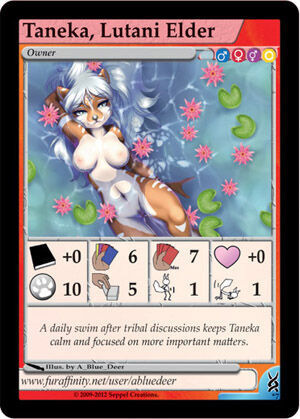 Taneka, Lutani Elder
Owner
+0 6 7 +0
Max
10 5 1 1
A daily swim after tribal discussions keeps Taneka
calm and focused on more important matters.
Illus. by A_Blue_Deer
www.furaffinity.net/user/abluedeer
© 2009-2012 Seppel Creations.